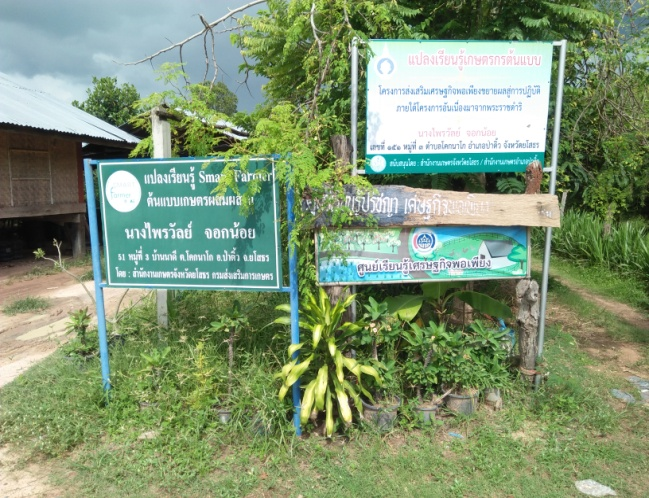 แปลงเรียนรู้เกษตรกรต้นแบบ
โครงการส่งเสริมเศรษฐกิจพอเพียงขยายผลสู่การปฏิบัติ
ภายใต้โครงการอันเนื่องมาจากพระราชดำริ
นางไพรวัลย์ จอกน้อย
เลขที่ ๑๕๑ หมู่ที่ ๓ ตำบลโคกนาโก อำเภอป่าติ้ว จังหวัดยโสธร
สนับสนุนโดย : สำนักงานเกษตรจังหวัดยโสธร / สำนักงานเกษตรอำเภอป่าติ้ว
แปลงเรียนรู้ Smart Farmer
ต้นแบบเกษตรผสมผสาน
นางไพรวัลย์ จอกน้อย
51 หมู่ที่ 3 บ้านนาดี ต.โคกนาโก อ.ป่าติ้ว จ.ยโสธร
โดย : สำนักงานเกษตรจังหวัดยโสธร กรมส่งเสริมการเกษตร
ปรัชญา เศรษฐกิจพอเพียง
ศูนย์เรียนรู้เศรษฐกิจพอเพียง